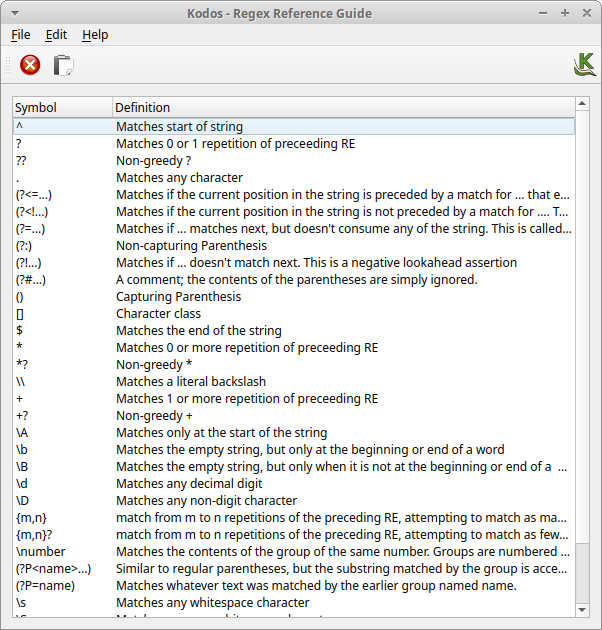 Kodos - Regex Reference Guide
File Edit Help
K
Symbol Definition
^ Matches start of string
? Matches 0 or 1 repetition of preceeding RE
?? Non-greedy ?
. Matches any character
(?<=...) Matches if the current position in the string is preceded by a match for ... that e...
(?<!...) Matches if the current position in the string is not preceded by a match for .... T...
(?=...) Matches if ... matches next, but doesn't consume any of the string. This is called...
(?:) Non-capturing Parenthesis
(?!...) Matches if ... doesn't match next. This is a negative lookahead assertion
(?#...) A comment; the contents of the parentheses are simply ignored.
() Capturing Parenthesis
[] Character class
$ Matches the end of the string
* Matches 0 or more repetition of preceeding RE
*? Non-greedy *
\\ Matches a literal backslash
+ Matches 1 or more repetition of preceeding RE
+? Non-greedy +
\A Matches only at the start of the string
\b Matches the empty string, but only at the beginning or end of a word
\B Matches the empty string, but only when it is not at the beginning or end of a ...
\d Matches any decimal digit
\D Matches any non-digit character
{m,n} match from m to n repetitions of the preceding RE, attempting to match as ma...
{m,n}? match from m to n repetitions of the preceding RE, attempting to match as few...
\number Matches the contents of the group of the same number. Groups are numbered ...
(?P<name>...) Similar to regular parentheses, but the substring matched by the group is acce...
(?P=name) Matches whatever text was matched by the earlier group named name.
\s Matches any whitespace character